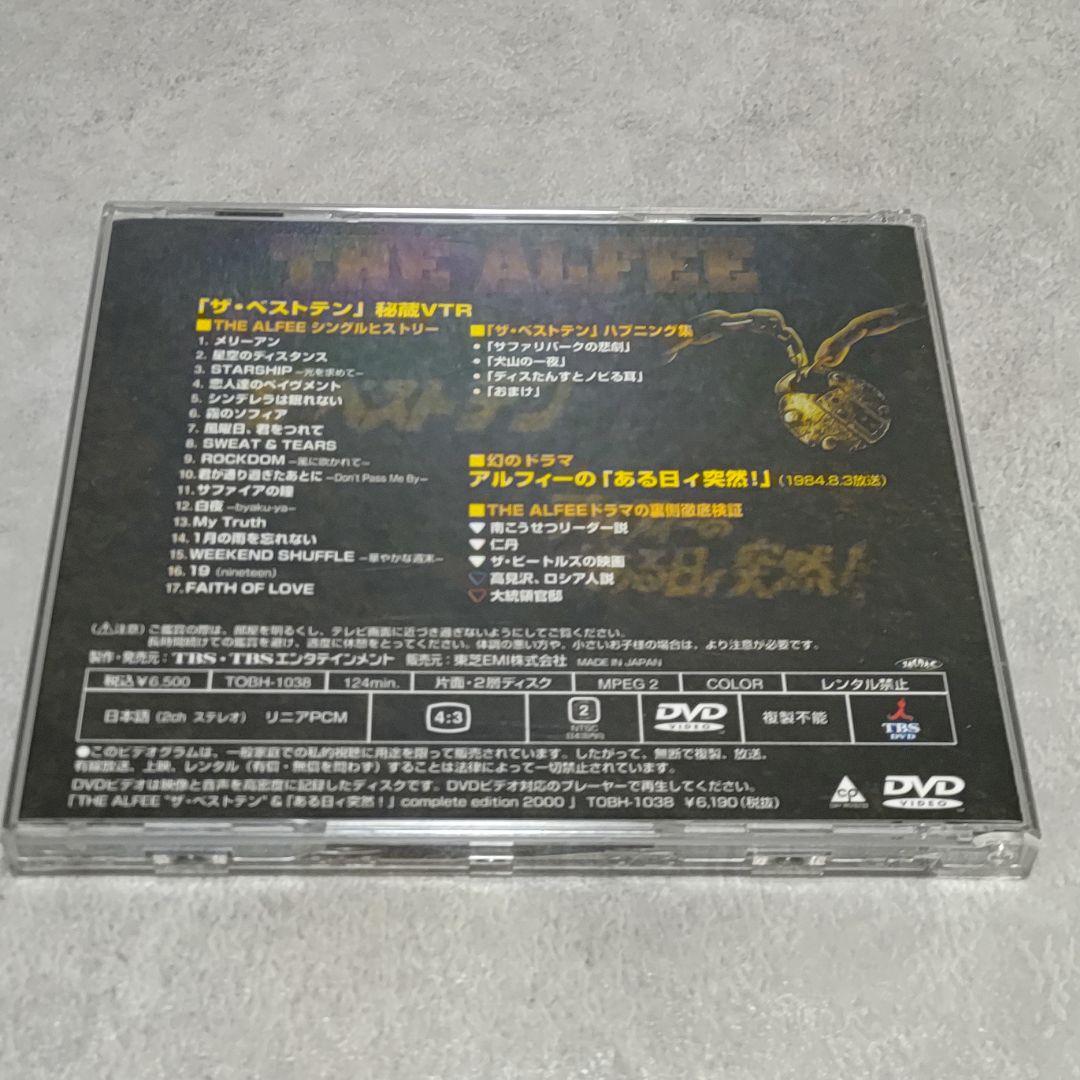 THE ALFEE
「ザ・ベストテン」秘蔵VTR
■THE ALFEE シングルヒストリー
1. メリーアン
2. 星空のディスタンス
3. STARSHIP －光を求めて－
4. 恋人達のペイヴメント
5. シンデレラは眠れない
6. 霧のソフィア
7. 風曜日、君をつれて
8. SWEAT & TEARS
9. ROCKDOM －風に吹かれて－
10. 君が通り過ぎたあとに －Don't Pass Me By－
11. サファイアの瞳
12. 白夜 －byaku-ya－
13. My Truth
14. 1月の雨を忘れない
15. WEEKEND SHUFFLE －華やかな週末－
16. 19 (nineteen)
17. FAITH OF LOVE
■「ザ・ベストテン」ハプニング集
・「サファリパークの悲劇」
・「犬山の一夜」
・「ディスたんすとノビる耳」
・「おまけ」
ベストテン
■幻のドラマ
アルフィーの「ある日ィ突然!」(1984.8.3放送)
■THE ALFEEドラマの裏側徹底検証
南こうせつリーダー説
仁丹
ザ・ビートルズの映画
高見沢、ロシア人説
大統領官邸
ある日ィ突然!
(⚠注意) ご鑑賞の際は、部屋を明るくし、テレビ画面に近づき過ぎないようにしてご覧ください。
長時間続けての鑑賞を避け、適度に休憩をとってください。体調の悪い方や、小さいお子様の場合は、より注意が必要です。
製作・発売元：TBS・TBSエンタテインメント 販売元：東芝EMI株式会社 MADE IN JAPAN
税込¥6,500 TOBH-1038 124min. 片面・2層ディスク MPEG 2 COLOR レンタル禁止
日本語 (2ch ステレオ) リニアPCM 4:3 2 NTSC 日本国内向 DVD VIDEO 複製不能 TBS DVD
●このビデオグラムは、一般家庭での私的視聴に用途を限って販売されています。したがって、無断で複製、放送、
有線放送、上映、レンタル（有償・無償を問わず）することは法律によって一切禁止されています。
DVDビデオは映像と音声を高密度に記録したディスクです。DVDビデオ対応のプレーヤーで再生してください。
「THE ALFEE "ザ・ベストテン"&「ある日ィ突然!」complete edition 2000」 TOBH-1038 ¥6,190(税抜)
DVD VIDEO